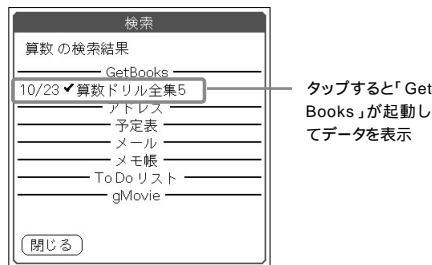 検索
算数 の検索結果
GetBooks
10/23 ✔算数ドリル全集5
アドレス
予定表
メール
メモ帳
To Do リスト
gMovie
閉じる
タップすると「Get
Books」が起動し
てデータを表示